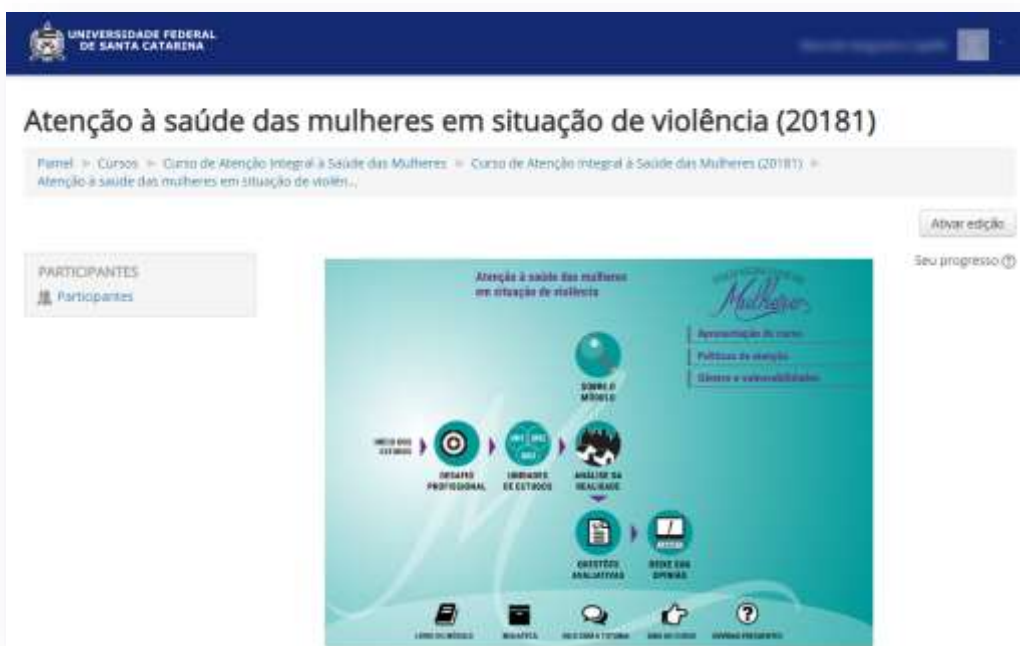 UNIVERSIDADE FEDERAL
DE SANTA CATARINA
Atenção à saúde das mulheres em situação de violência (20181)
Painel Cursos Curso de Atenção Integral à Saúde das Mulheres Curso de Atenção Integral à Saúde das Mulheres (20181)
Atenção à saúde das mulheres em situação de violên...
Ativar edição
Seu progresso
PARTICIPANTES
Participantes
Atenção à saúde das mulheres
em situação de violência
Mulheres
Apresentação do curso
Políticas de atenção
Gênero e vulnerabilidades
SOBRE O
MÓDULO
INÍCIO DOS
ESTUDOS
DESAFIO
PROFISSIONAL
UNIDADES
DE ESTUDOS
ANÁLISE DA
REALIDADE
QUESTÕES
AVALIATIVAS
DEIXE SUA
OPINIÃO
LIVRO DO MÓDULO
FALE COM A TUTORIA
GUIA DO CURSO
DÚVIDAS FREQUENTES